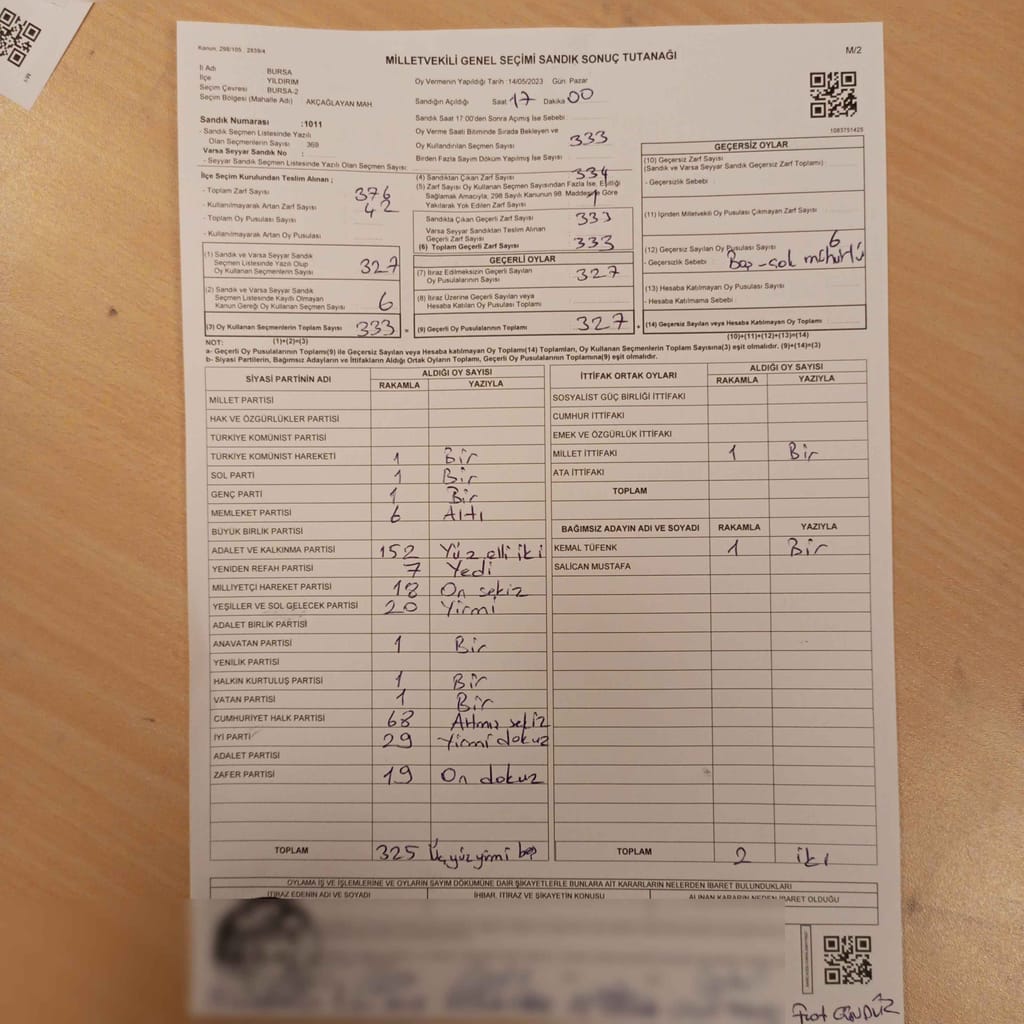 Kanun: 298/105, 2839/4
MİLLETVEKİLİ GENEL SEÇİMİ SANDIK SONUÇ TUTANAĞI
M/2
İl Adı BURSA
İlçe YILDIRIM
Seçim Çevresi BURSA-2
Seçim Bölgesi (Mahalle Adı) AKÇAĞLAYAN MAH.
Oy Vermenin Yapıldığı Tarih : 14/05/2023 Gün: Pazar
Sandığın Açıldığı Saat 17 Dakika 00
Sandık Saat 17:00'den Sonra Açımış İse Sebebi
Oy Verme Saati Bitiminde Sırada Bekleyen ve
Oy Kullandırılan Seçmen Sayısı 333
Birden Fazla Sayım Döküm Yapılmış İse Sayısı
1083751425
Sandık Numarası :1011
- Sandık Seçmen Listesinde Yazılı
Olan Seçmenlerin Sayısı 369
Varsa Seyyar Sandık No :
- Seyyar Sandık Seçmen Listesinde Yazılı Olan Seçmen Sayısı
İlçe Seçim Kurulundan Teslim Alınan ;
- Toplam Zarf Sayısı 376
- Kullanılmayarak Artan Zarf Sayısı 42
- Toplam Oy Pusulası Sayısı
- Kullanılmayarak Artan Oy Pusulası
(1) Sandık ve Varsa Seyyar Sandık
Seçmen Listesinde Yazılı Olup
Oy Kullanan Seçmenlerin Sayısı 327
(2) Sandık ve Varsa Seyyar Sandık
Seçmen Listesinde Kayıtlı Olmayan
Kanun Gereği Oy Kullanan Seçmen Sayısı 6
(3) Oy Kullanan Seçmenlerin Toplam Sayısı 333 =
(4) Sandıktan Çıkan Zarf Sayısı 334
(5) Zarf Sayısı Oy Kullanan Seçmen Sayısından Fazla İse, Eşitliği
Sağlamak Amacıyla; 298 Sayılı Kanunun 98. Maddesine Göre
Yakılarak Yok Edilen Zarf Sayısı 1
Sandıkta Çıkan Geçerli Zarf Sayısı 333
Varsa Seyyar Sandıktan Teslim Alınan
Geçerli Zarf Sayısı
(6) Toplam Geçerli Zarf Sayısı 333
GEÇERLİ OYLAR
(7) İtiraz Edilmeksizin Geçerli Sayılan
Oy Pusulalarının Sayısı 327
(8) İtiraz Üzerine Geçerli Sayılan veya
Hesaba Katılan Oy Pusulası Toplamı
(9) Geçerli Oy Pusulalarının Toplamı 327
GEÇERSİZ OYLAR
(10) Geçersiz Zarf Sayısı
(Sandık ve Varsa Seyyar Sandık Geçersiz Zarf Toplamı)
- Geçersizlik Sebebi :
(11) İçinden Milletvekili Oy Pusulası Çıkmayan Zarf Sayısı
(12) Geçersiz Sayılan Oy Pusulası Sayısı 6
- Geçersizlik Sebebi : Boş - çok mühürlü
(13) Hesaba Katılmayan Oy Pusulası Sayısı
- Hesaba Katılmama Sebebi :
(14) Geçersiz Sayılan veya Hesaba Katılmayan Oy Toplamı
NOT: (1)+(2)=(3)
(10)+(11)+(12)+(13)=(14)
a- Geçerli Oy Pusulalarının Toplamı(9) ile Geçersiz Sayılan veya Hesaba katılmayan Oy Toplamı(14) Toplamları, Oy Kullanan Seçmenlerin Toplam Sayısına(3) eşit olmalıdır. (9)+(14)=(3)
b- Siyasi Partilerin, Bağımsız Adayların ve İttifakların Aldığı Ortak Oyların Toplamı, Geçerli Oy Pusulalarının Toplamına(9) eşit olmalıdır.
SİYASİ PARTİNİN ADI
ALDIĞI OY SAYISI
RAKAMLA YAZIYLA
MİLLET PARTİSİ
HAK VE ÖZGÜRLÜKLER PARTİSİ
TÜRKİYE KOMÜNİST PARTİSİ
TÜRKİYE KOMÜNİST HAREKETİ 1 Bir
SOL PARTİ 1 Bir
GENÇ PARTİ 1 Bir
MEMLEKET PARTİSİ 6 Altı
BÜYÜK BİRLİK PARTİSİ
ADALET VE KALKINMA PARTİSİ 152 Yüz elli iki
YENİDEN REFAH PARTİSİ 7 Yedi
MİLLİYETÇİ HAREKET PARTİSİ 18 On sekiz
YEŞİLLER VE SOL GELECEK PARTİSİ 20 Yirmi
ADALET BİRLİK PARTİSİ
ANAVATAN PARTİSİ 1 Bir
YENİLİK PARTİSİ
HALKIN KURTULUŞ PARTİSİ 1 Bir
VATAN PARTİSİ 1 Bir
CUMHURİYET HALK PARTİSİ 68 Altmış sekiz
İYİ PARTİ 29 Yirmi dokuz
ADALET PARTİSİ
ZAFER PARTİSİ 19 On dokuz
TOPLAM 325 Üç yüz yirmi beş
İTTİFAK ORTAK OYLARI
ALDIĞI OY SAYISI
RAKAMLA YAZIYLA
SOSYALİST GÜÇ BİRLİĞİ İTTİFAKI
CUMHUR İTTİFAKI
EMEK VE ÖZGÜRLÜK İTTİFAKI
MİLLET İTTİFAKI 1 Bir
ATA İTTİFAKI
TOPLAM
BAĞIMSIZ ADAYIN ADI VE SOYADI RAKAMLA YAZIYLA
KEMAL TÜFENK 1 Bir
SALİCAN MUSTAFA
TOPLAM 2 iki
OYLAMA İŞ VE İŞLEMLERİNE VE OYLARIN SAYIM DÖKÜMÜNE DAİR ŞİKAYETLERLE BUNLARA AİT KARARLARIN NELERDEN İBARET BULUNDUKLARI
İTİRAZ EDENİN ADI VE SOYADI İHBAR, İTİRAZ VE ŞİKAYETİN KONUSU ALINAN KARARIN NEDEN İBARET OLDUĞU